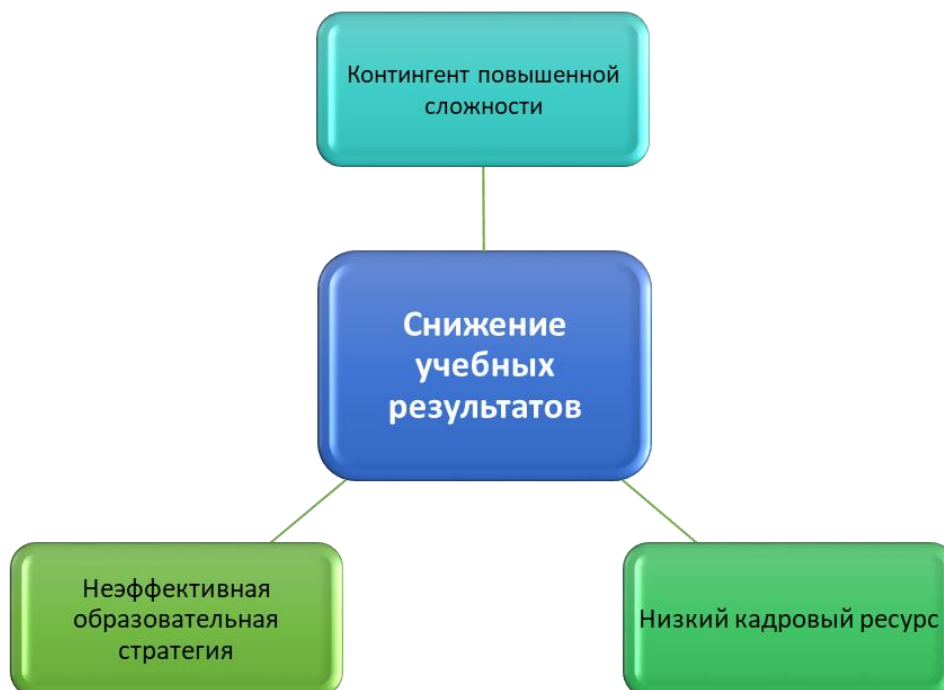 Контингент повышенной
сложности
Снижение
учебных
результатов
Неэффективная
образовательная
стратегия
Низкий кадровый ресурс